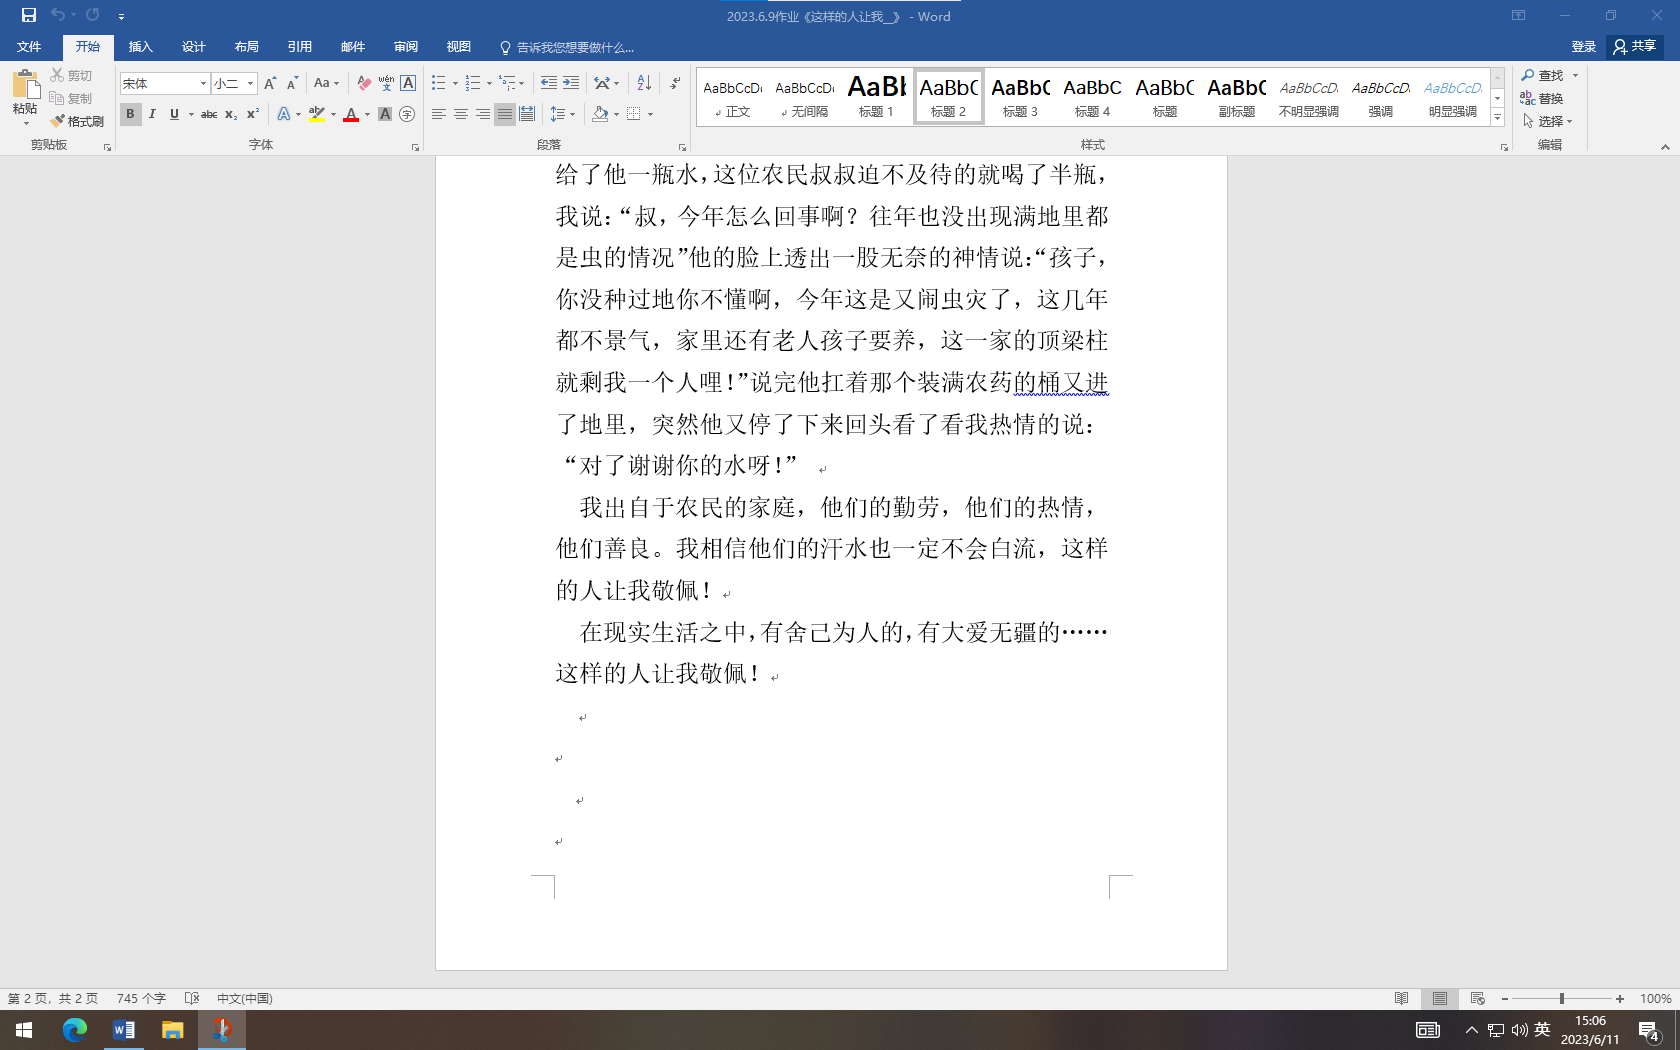 2023.6.9作业《这样的人让我__》 - Word
文件 开始 插入 设计 布局 引用 邮件 审阅 视图 告诉我您想要做什么... 登录 共享
粘贴 剪切 复制 格式刷 剪贴板
宋体 小二 A A Aa wén 文 A
B I U abc x₂ x² A aby A A 字
字体
段落
AaBbCcDc AaBbCcDc AaBb AaBbC AaBbC AaBbC AaBbC AaBbC AaBbCcD. AaBbCcD. AaBbCcD.
正文 无间隔 标题 1 标题 2 标题 3 标题 4 标题 副标题 不明显强调 强调 明显强调
样式
查找
替换
选择
编辑
给了他一瓶水，这位农民叔叔迫不及待的就喝了半瓶，
我说：“叔，今年怎么回事啊？往年也没出现满地里都
是虫的情况”他的脸上透出一股无奈的神情说：“孩子，
你没种过地你不懂啊，今年这是又闹虫灾了，这几年
都不景气，家里还有老人孩子要养，这一家的顶梁柱
就剩我一个人哩！”说完他扛着那个装满农药的桶又进
了地里，突然他又停了下来回头看了看我热情的说：
“对了谢谢你的水呀！”
我出自于农民的家庭，他们的勤劳，他们的热情，
他们善良。我相信他们的汗水也一定不会白流，这样
的人让我敬佩！
在现实生活之中，有舍己为人的，有大爱无疆的……
这样的人让我敬佩！
第 2 页，共 2 页 745 个字 中文(中国) 100%
英 15:06
2023/6/11
4